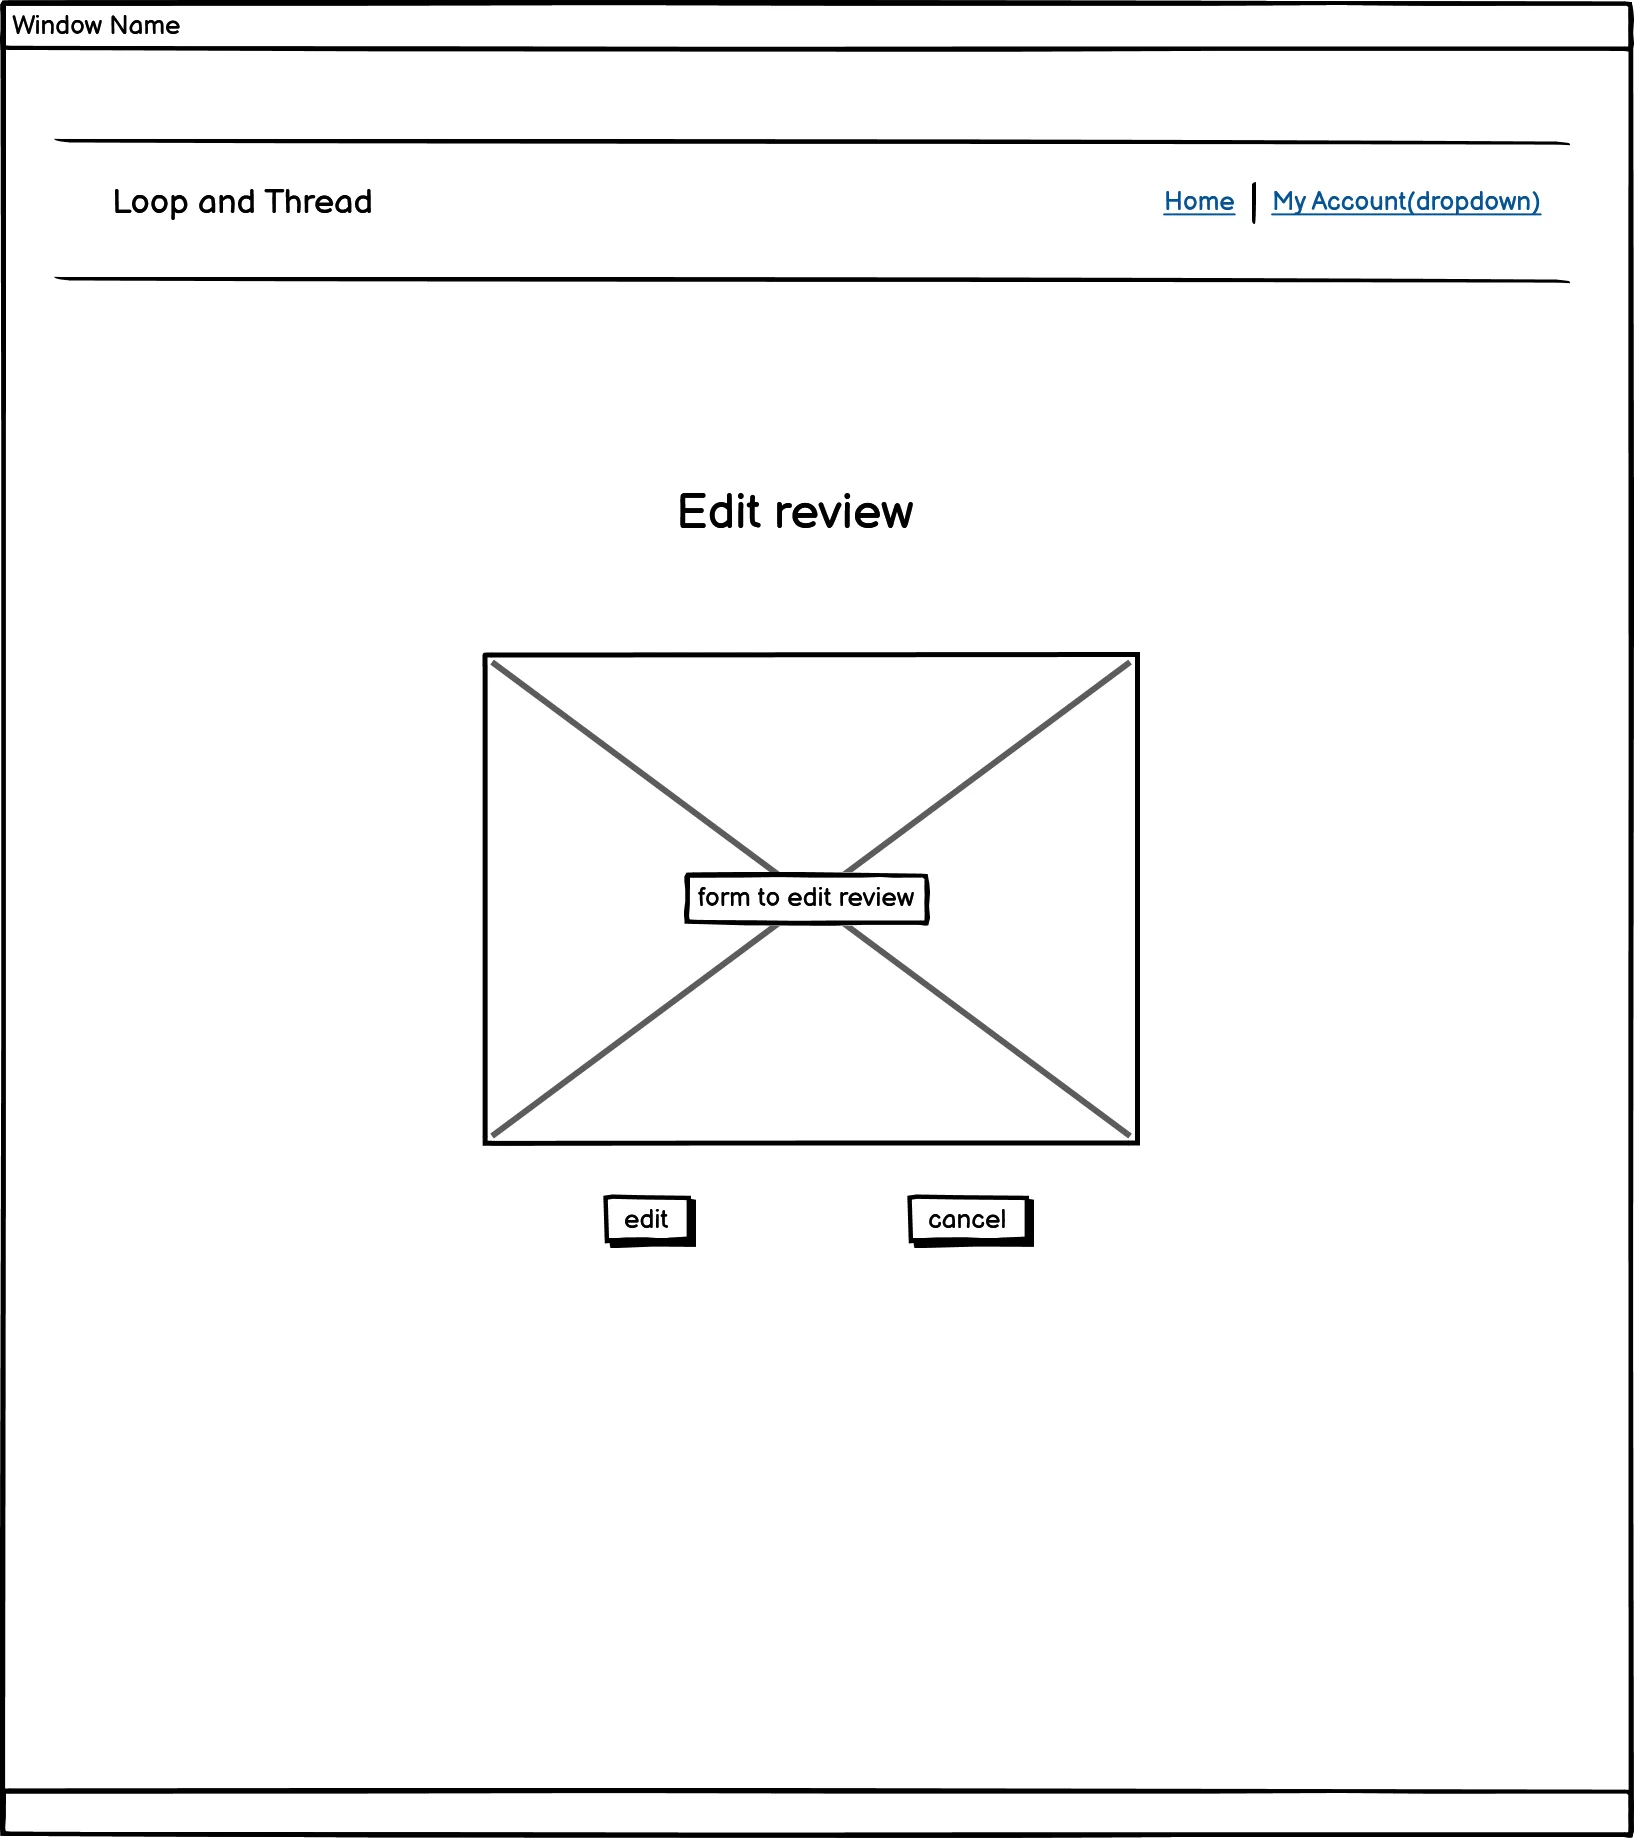 Window Name
Loop and Thread
Home
My Account(dropdown)
Edit review
form to edit review
edit
cancel